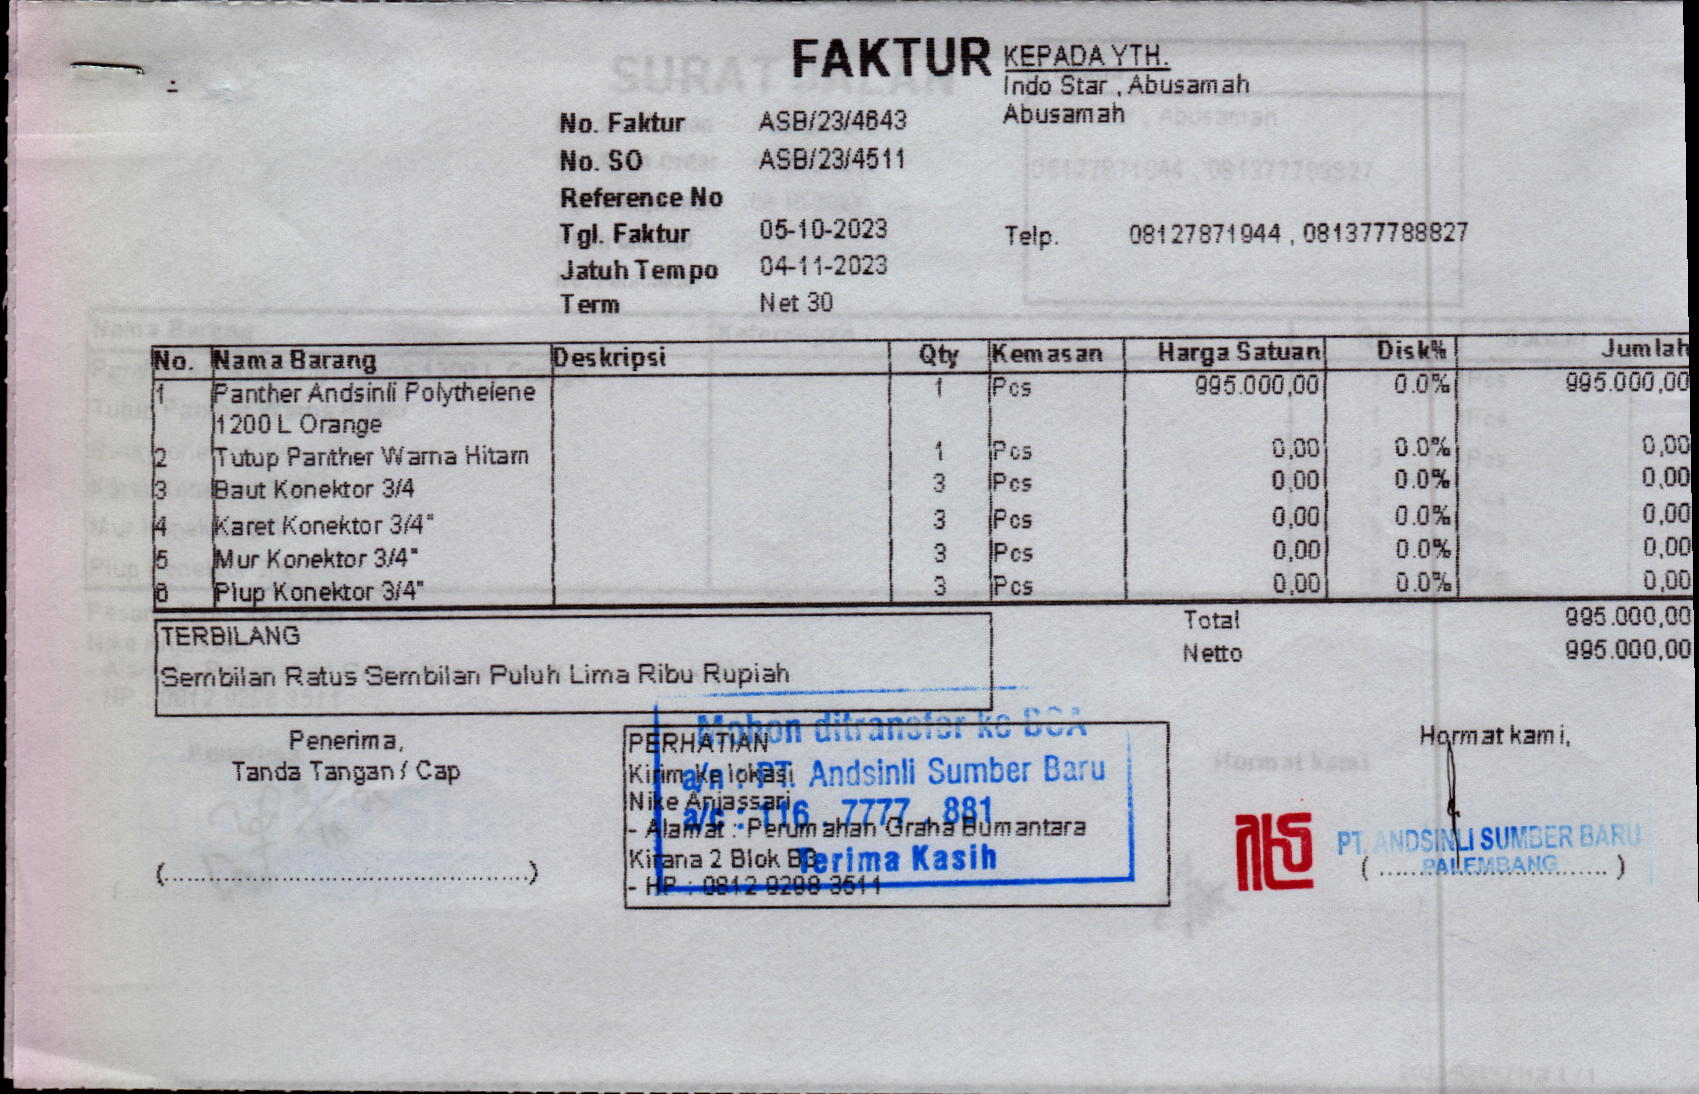 FAKTUR
No. Faktur ASB/23/4643
No. SO ASB/23/4511
Reference No
Tgl. Faktur 05-10-2023
Jatuh Tempo 04-11-2023
Term Net 30
KEPADA YTH.
Indo Star , Abusamah
Abusamah
Telp. 08127871944 , 081377788827
No. Nama Barang Deskripsi Qty Kemasan Harga Satuan Disk% Jumlah
1 Panther Andsinli Polythelene 1 Pcs 995.000,00 0.0% 995.000,00
1200 L Orange
2 Tutup Panther Warna Hitam 1 Pcs 0,00 0.0% 0,00
3 Baut Konektor 3/4 3 Pcs 0,00 0.0% 0,00
4 Karet Konektor 3/4" 3 Pcs 0,00 0.0% 0,00
5 Mur Konektor 3/4" 3 Pcs 0,00 0.0% 0,00
6 Plup Konektor 3/4" 3 Pcs 0,00 0.0% 0,00
Total 995.000,00
Netto 995.000,00
TERBILANG
Sembilan Ratus Sembilan Puluh Lima Ribu Rupiah
Penerima,
Tanda Tangan / Cap
(......................................................)
PERHATIAN
Kirim ke lokasi
Nike Anjassari
- Alamat : Perumahan Graha Bumantara
Kirana 2 Blok B3
- HP : 0812 9298 3511
Mohon ditransfer ke BCA
a/n : PT. Andsinli Sumber Baru
a/c : 116 . 7777 . 881
Terima Kasih
Hormat kami,
PT. ANDSINLI SUMBER BARU
PALEMBANG
(..................................)